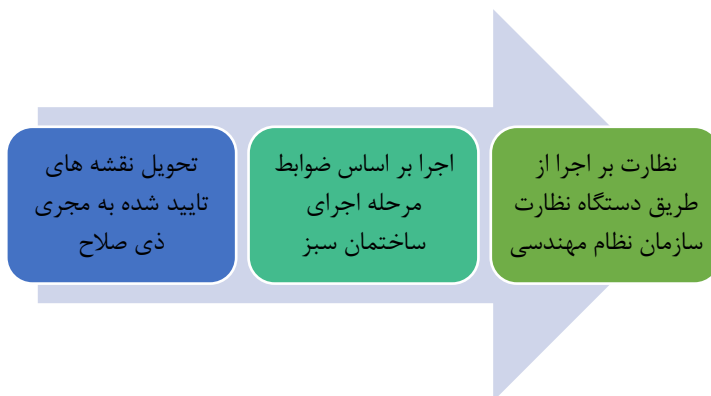 تحویل نقشه های
تایید شده به مجری
ذی صلاح
اجرا بر اساس ضوابط
مرحله اجرای
ساختمان سبز
نظارت بر اجرا از
طریق دستگاه نظارت
سازمان نظام مهندسی